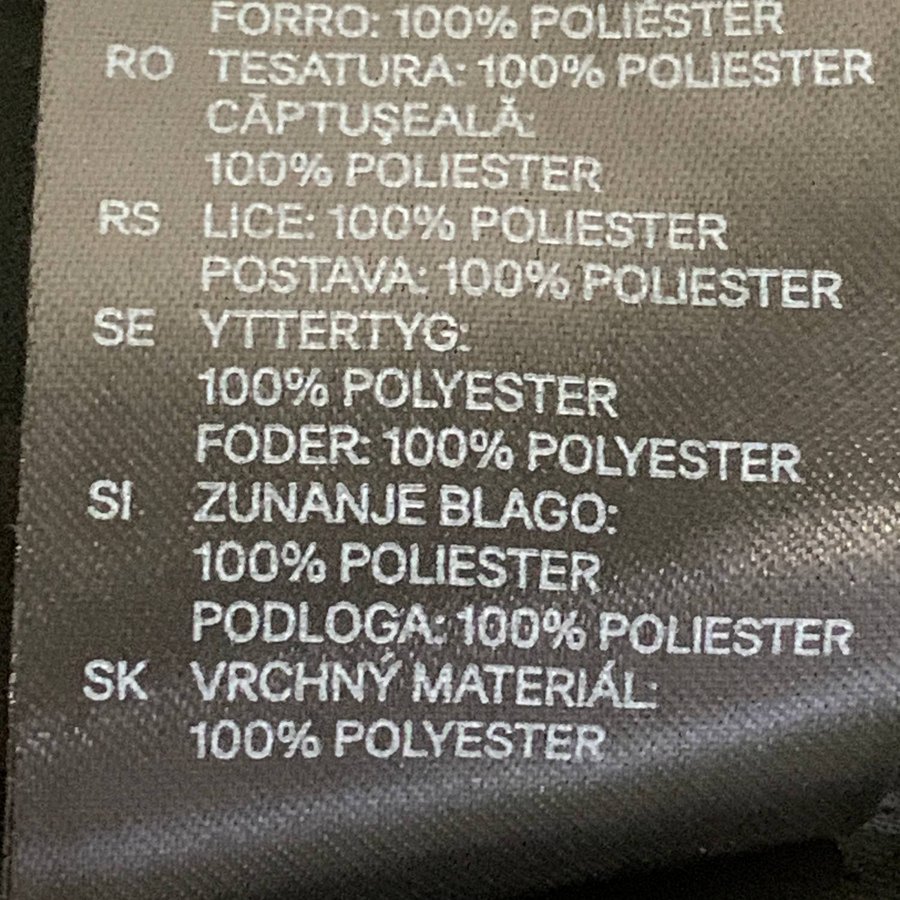 FORRO: 100% POLIÉSTER
RO TESATURA: 100% POLIESTER
CĂPTUŞEALĂ:
100% POLIESTER
RS LICE: 100% POLIESTER
POSTAVA: 100% POLIESTER
SE YTTERTYG:
100% POLYESTER
FODER: 100% POLYESTER
SI ZUNANJE BLAGO:
100% POLIESTER
PODLOGA: 100% POLIESTER
SK VRCHNÝ MATERIÁL:
100% POLYESTER